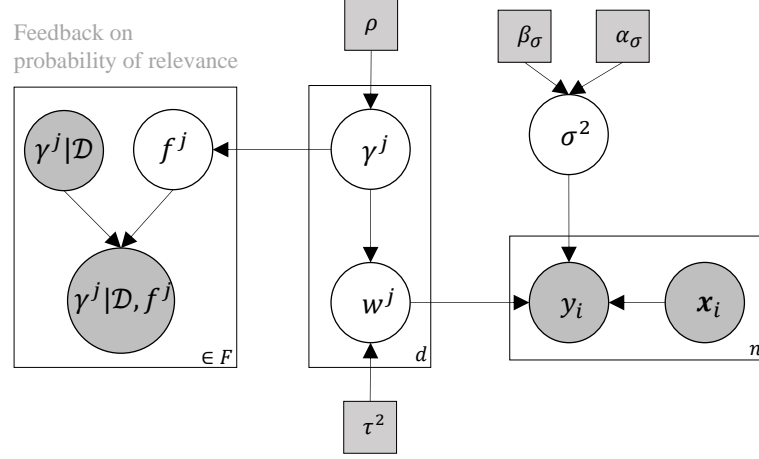 Feedback on
probability of relevance
ρ
β_σ
α_σ
γ^j|𝒟
f^j
γ^j
σ^2
γ^j|𝒟, f^j
w^j
y_i
𝒙_i
∈ F
d
n
τ^2